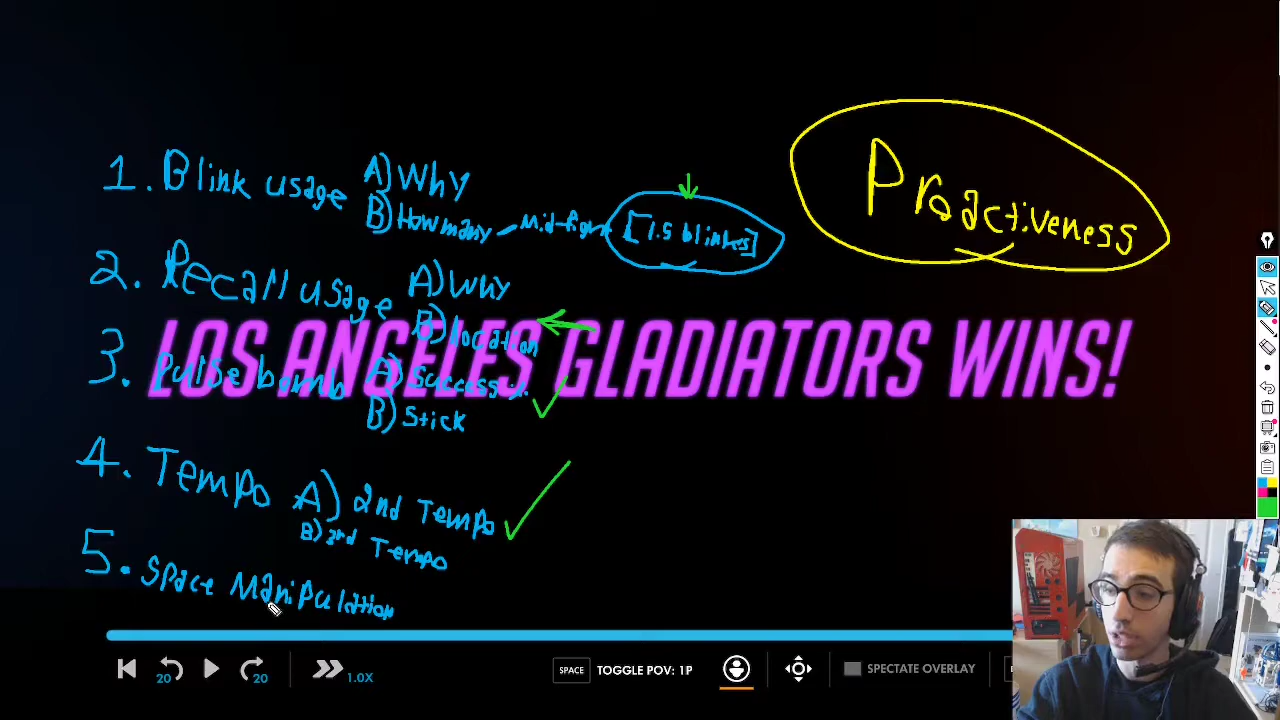 Proactiveness
1. Blink usage A) Why
B) How many - Mid-fight [1.5 blinks]
2. Recall usage A) Why
B) location
LOS ANGELES GLADIATORS WINS!
3. Pulse bomb A)
B) Stick
4. Tempo A) 2nd Tempo
B) 2nd Tempo
5. Space Manipulation
20 20 1.0X
SPACE TOGGLE POV: 1P
SPECTATE OVERLAY